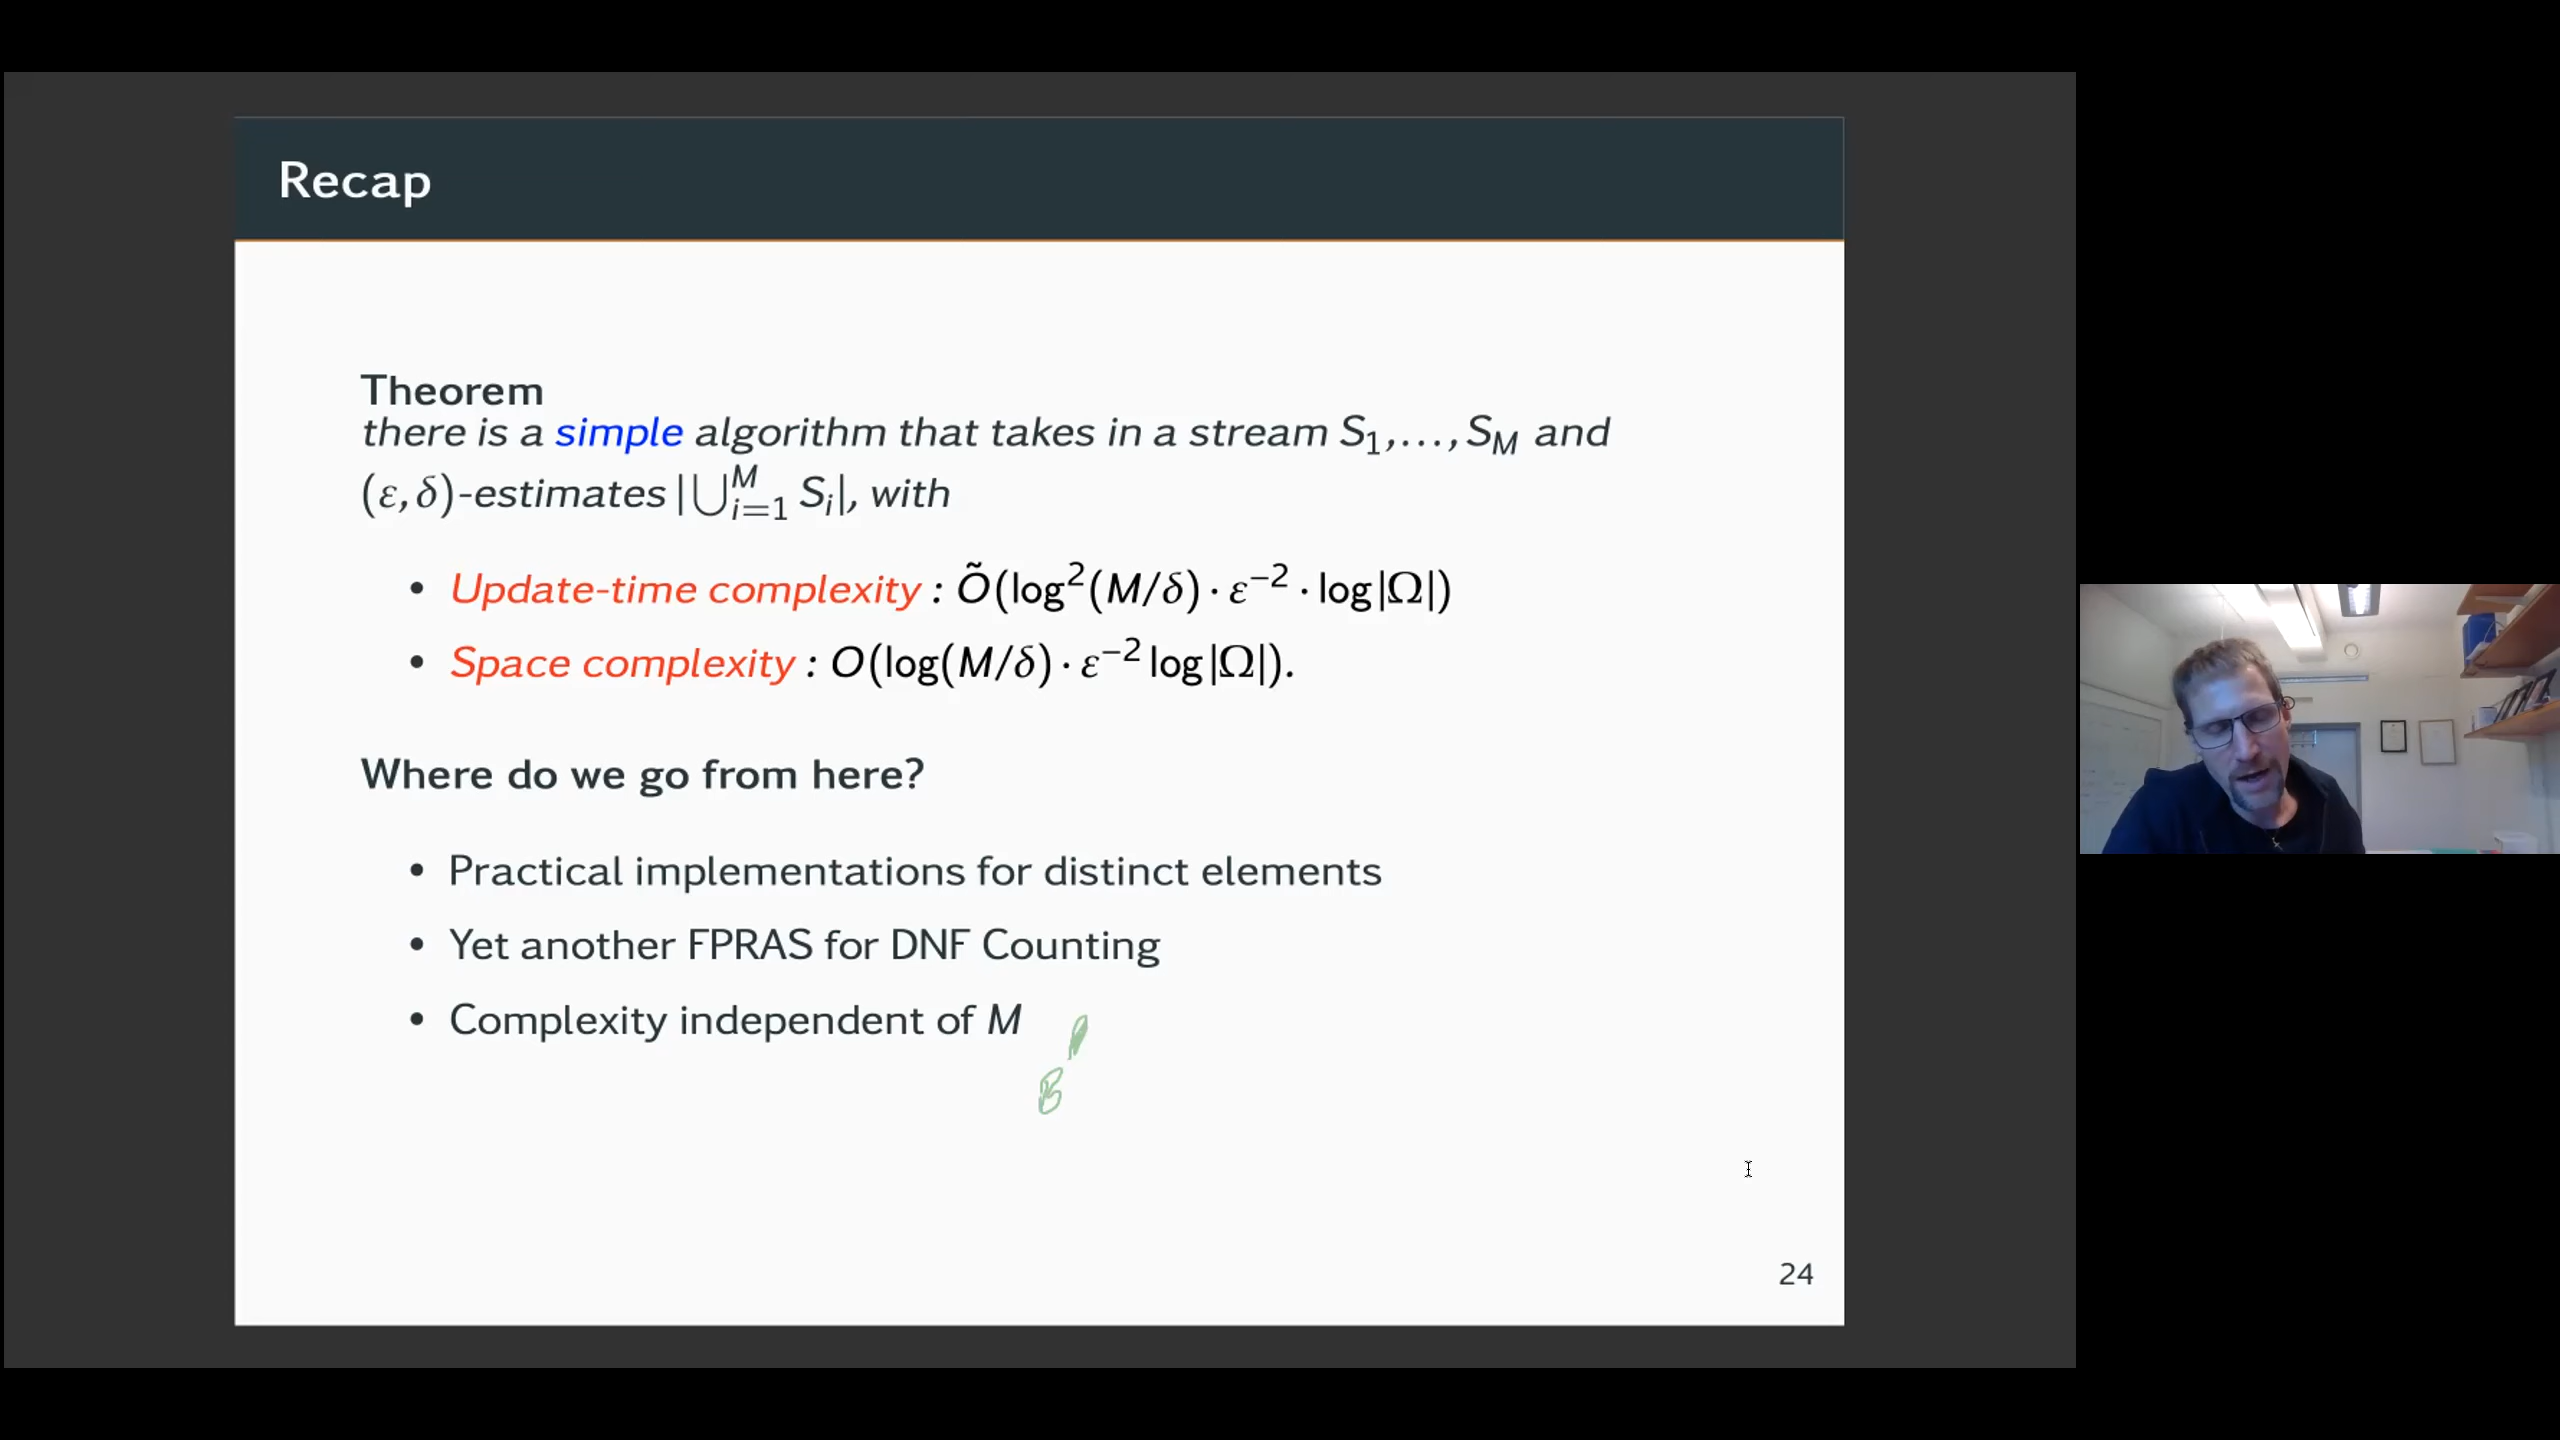 Recap
Theorem
there is a simple algorithm that takes in a stream S₁,...,S_M and
(ε,δ)-estimates |⋃ᵢ₌₁ᴹ Sᵢ|, with
• Update-time complexity : Õ(log²(M/δ) · ε⁻² · log|Ω|)
• Space complexity : O(log(M/δ) · ε⁻² log|Ω|).
Where do we go from here?
• Practical implementations for distinct elements
• Yet another FPRAS for DNF Counting
• Complexity independent of M
24